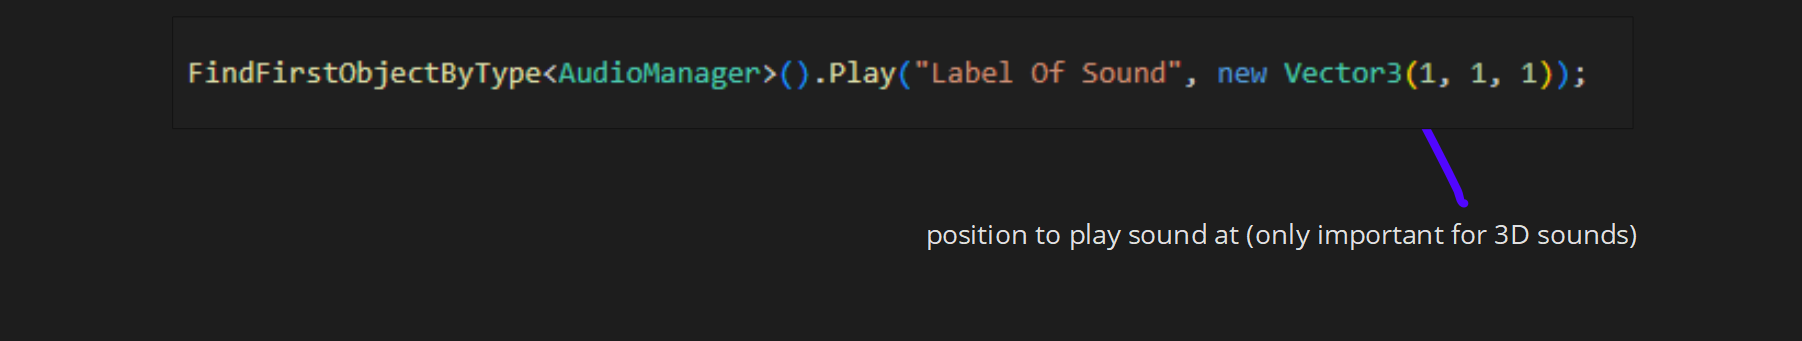 FindFirstObjectByType<AudioManager>().Play("Label Of Sound", new Vector3(1, 1, 1));
position to play sound at (only important for 3D sounds)